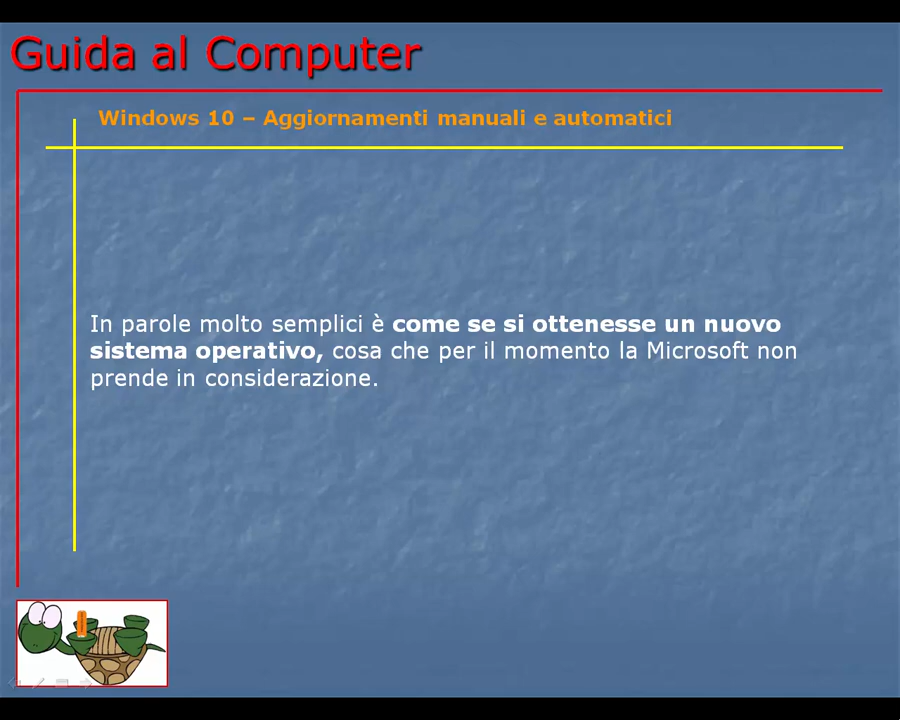 Guida al Computer
Windows 10 – Aggiornamenti manuali e automatici
In parole molto semplici è come se si ottenesse un nuovo
sistema operativo, cosa che per il momento la Microsoft non
prende in considerazione.